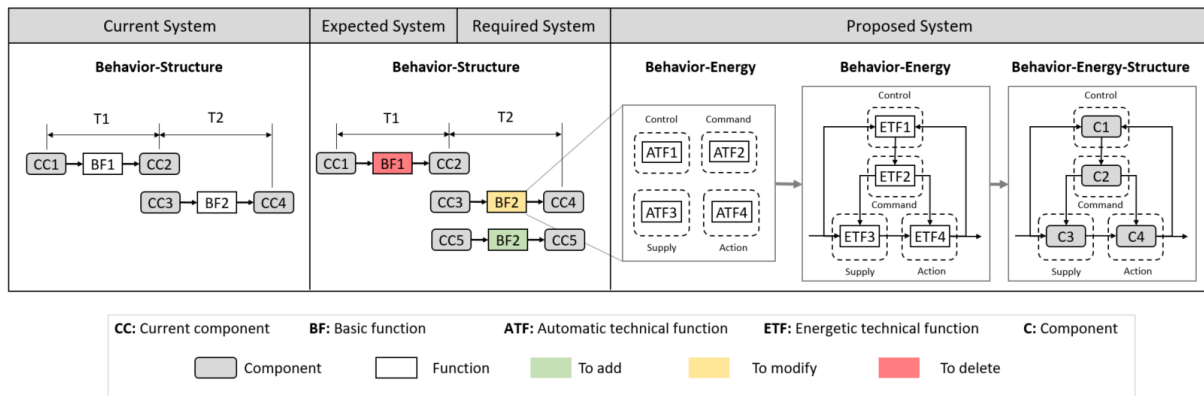 Current System
Expected System
Required System
Proposed System
Behavior-Structure
Behavior-Structure
Behavior-Energy
Behavior-Energy
Behavior-Energy-Structure
T1
T2
CC1
BF1
CC2
CC3
BF2
CC4
T1
T2
CC1
BF1
CC2
CC3
BF2
CC4
CC5
BF2
CC5
Control
Command
ATF1
ATF2
ATF3
ATF4
Supply
Action
Control
ETF1
ETF2
Command
ETF3
ETF4
Supply
Action
Control
C1
C2
Command
C3
C4
Supply
Action
CC: Current component
BF: Basic function
ATF: Automatic technical function
ETF: Energetic technical function
C: Component
Component
Function
To add
To modify
To delete